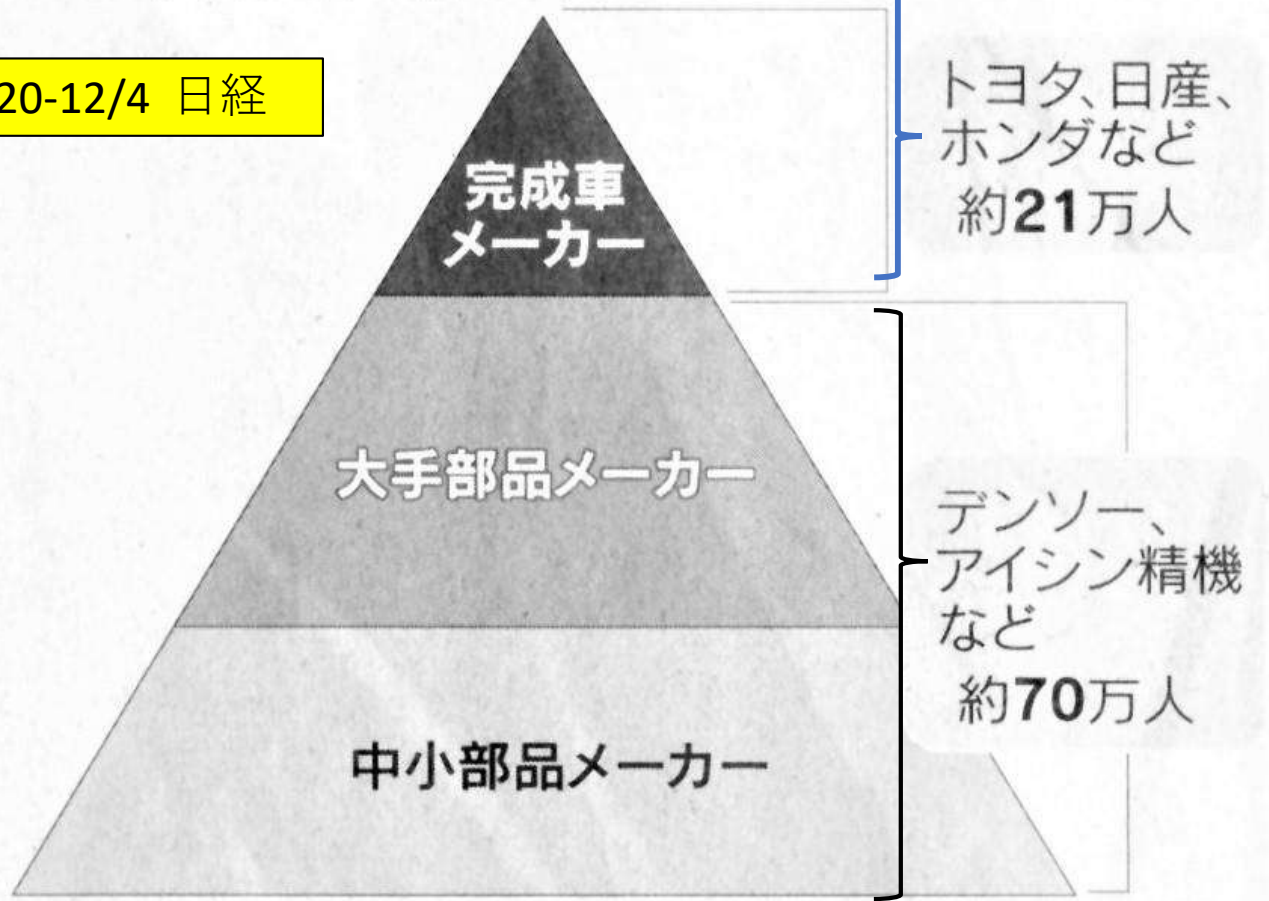 20-12/4 日経
完成車
メーカー
トヨタ、日産、
ホンダなど
約21万人
大手部品メーカー
デンソー、
アイシン精機
など
約70万人
中小部品メーカー